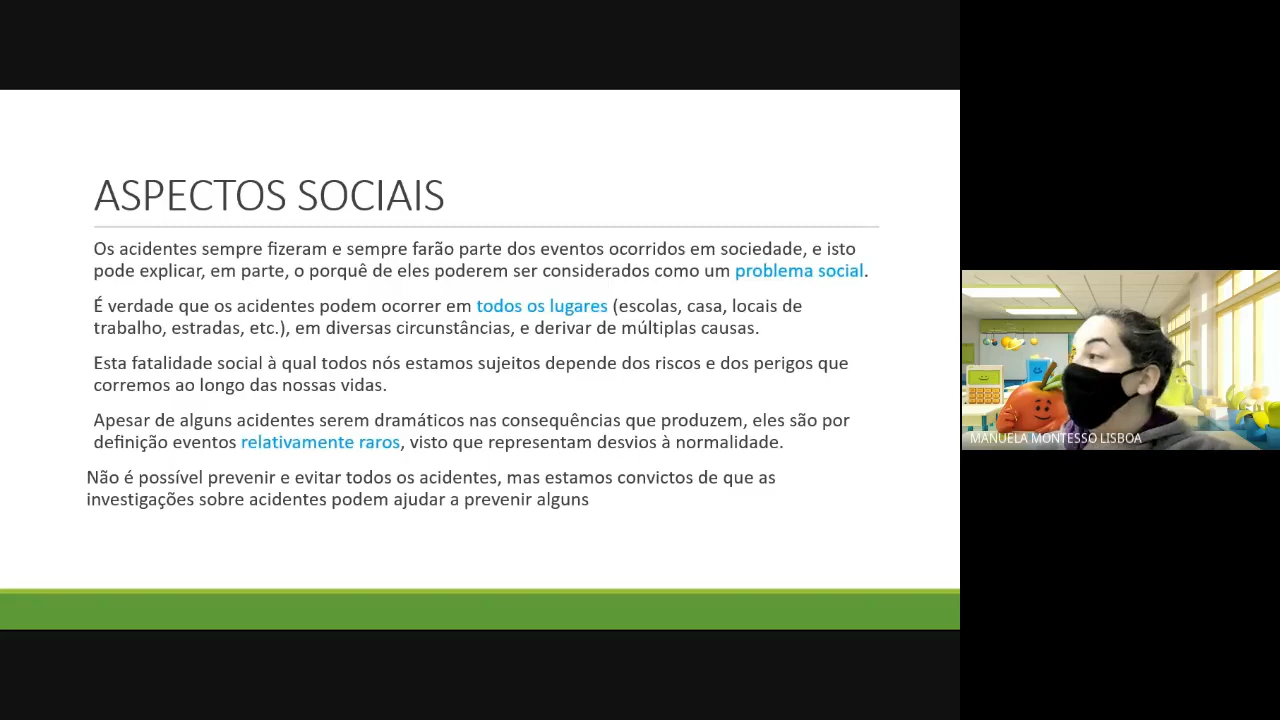 ASPECTOS SOCIAIS
Os acidentes sempre fizeram e sempre farão parte dos eventos ocorridos em sociedade, e isto
pode explicar, em parte, o porquê de eles poderem ser considerados como um problema social.
É verdade que os acidentes podem ocorrer em todos os lugares (escolas, casa, locais de
trabalho, estradas, etc.), em diversas circunstâncias, e derivar de múltiplas causas.
Esta fatalidade social à qual todos nós estamos sujeitos depende dos riscos e dos perigos que
corremos ao longo das nossas vidas.
Apesar de alguns acidentes serem dramáticos nas consequências que produzem, eles são por
definição eventos relativamente raros, visto que representam desvios à normalidade.
Não é possível prevenir e evitar todos os acidentes, mas estamos convictos de que as
investigações sobre acidentes podem ajudar a prevenir alguns
MANUELA MONTESSO LISBOA